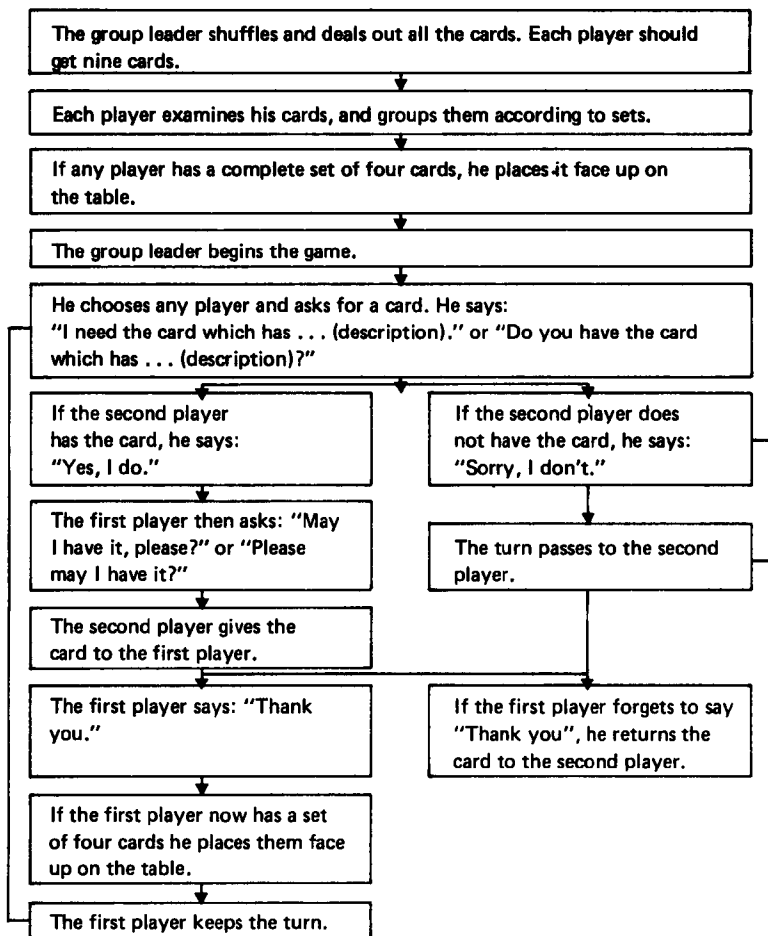 The group leader shuffles and deals out all the cards. Each player should
get nine cards.
Each player examines his cards, and groups them according to sets.
If any player has a complete set of four cards, he places it face up on
the table.
The group leader begins the game.
He chooses any player and asks for a card. He says:
“I need the card which has . . . (description).” or “Do you have the card
which has . . . (description)?”
If the second player
has the card, he says:
“Yes, I do.”
If the second player does
not have the card, he says:
“Sorry, I don't.”
The first player then asks: “May
I have it, please?” or “Please
may I have it?”
The turn passes to the second
player.
The second player gives the
card to the first player.
The first player says: “Thank
you.”
If the first player forgets to say
“Thank you”, he returns the
card to the second player.
If the first player now has a set
of four cards he places them face
up on the table.
The first player keeps the turn.